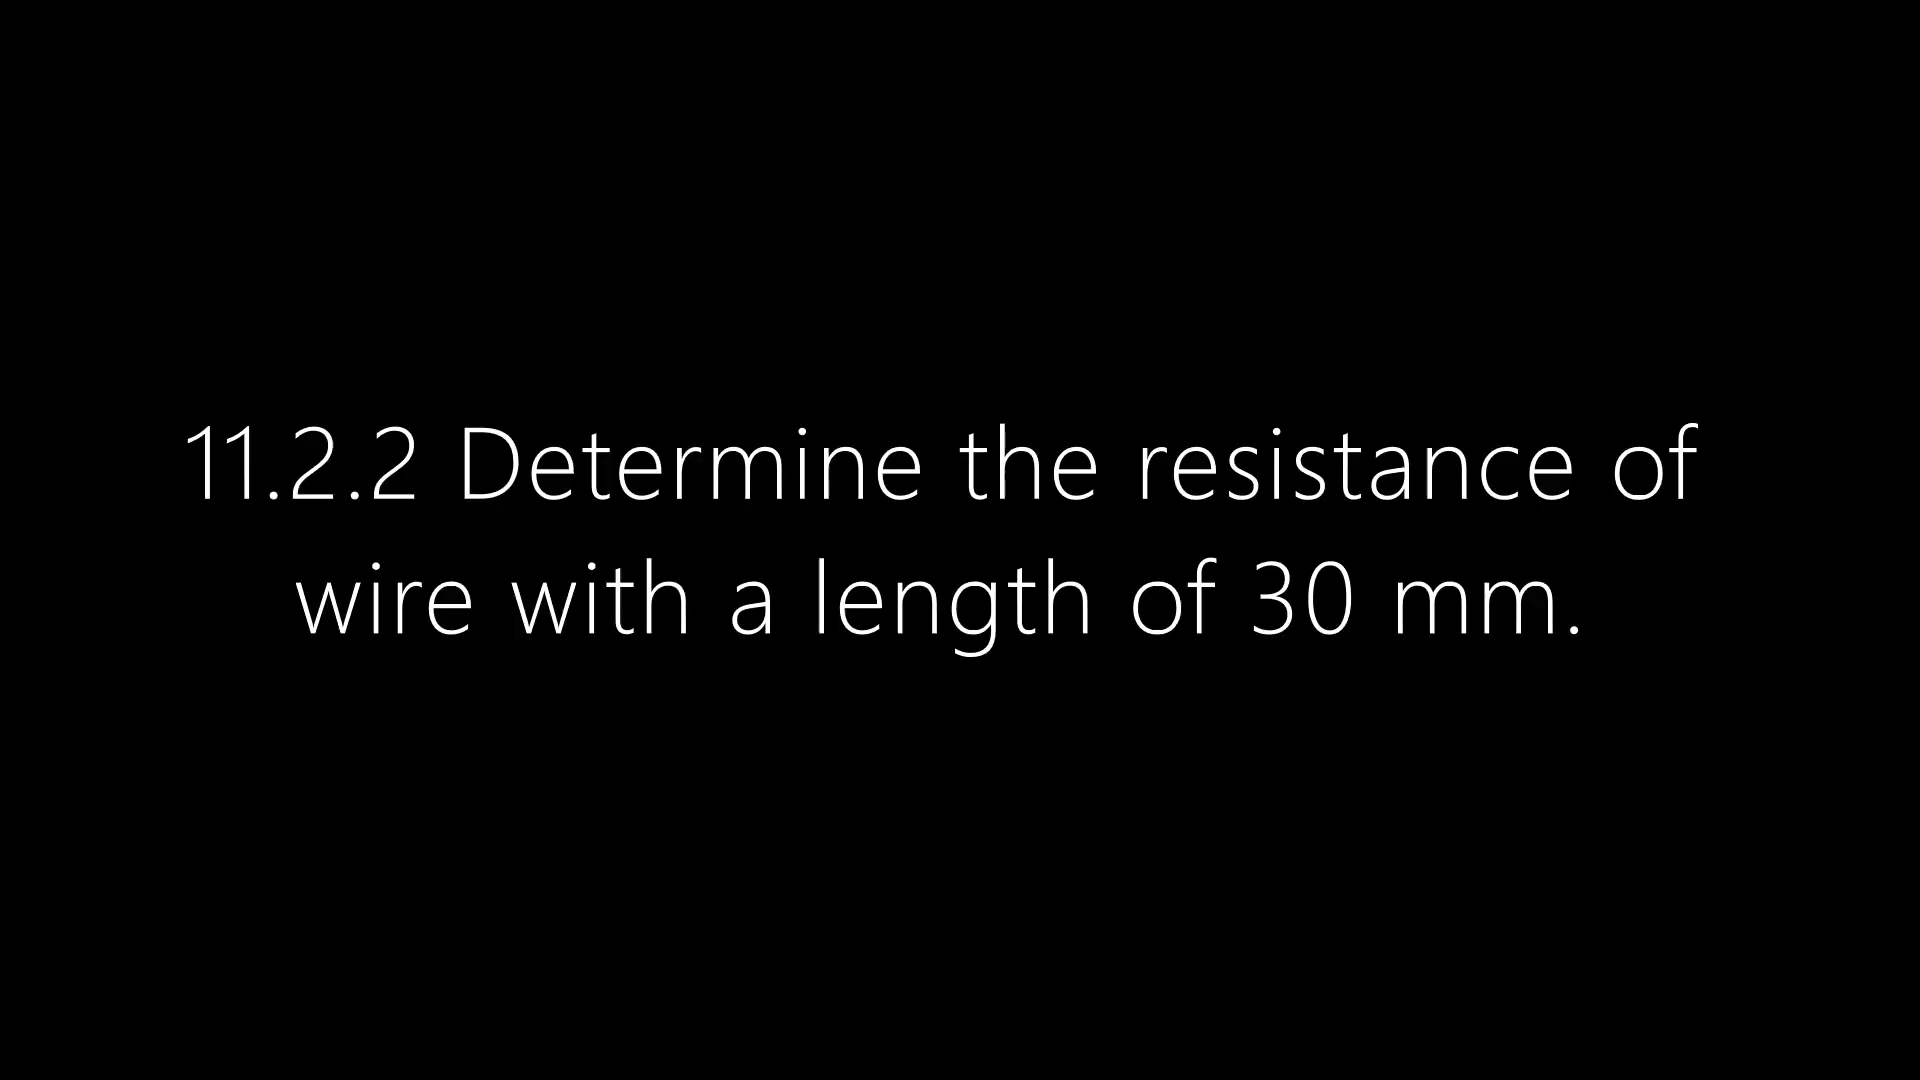 11.2.2 Determine the resistance of
wire with a length of 30 mm.